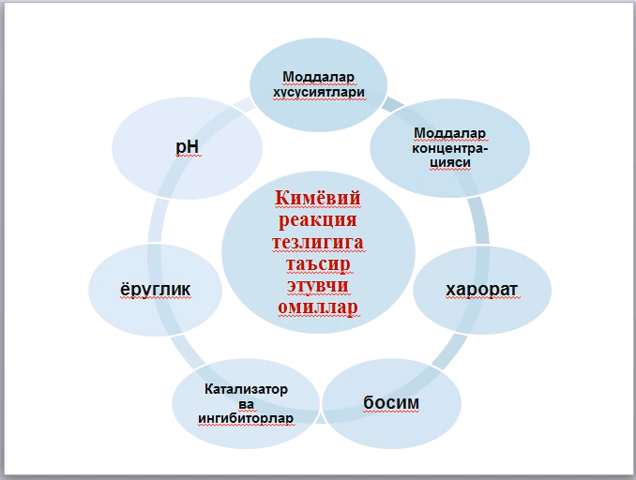 Моддалар
хусусиятлари
Моддалар
концентра-
цияси
харорат
босим
Катализатор
ва
ингибиторлар
ёруглик
рН
Кимёвий
реакция
тезлигига
таъсир
этувчи
омиллар